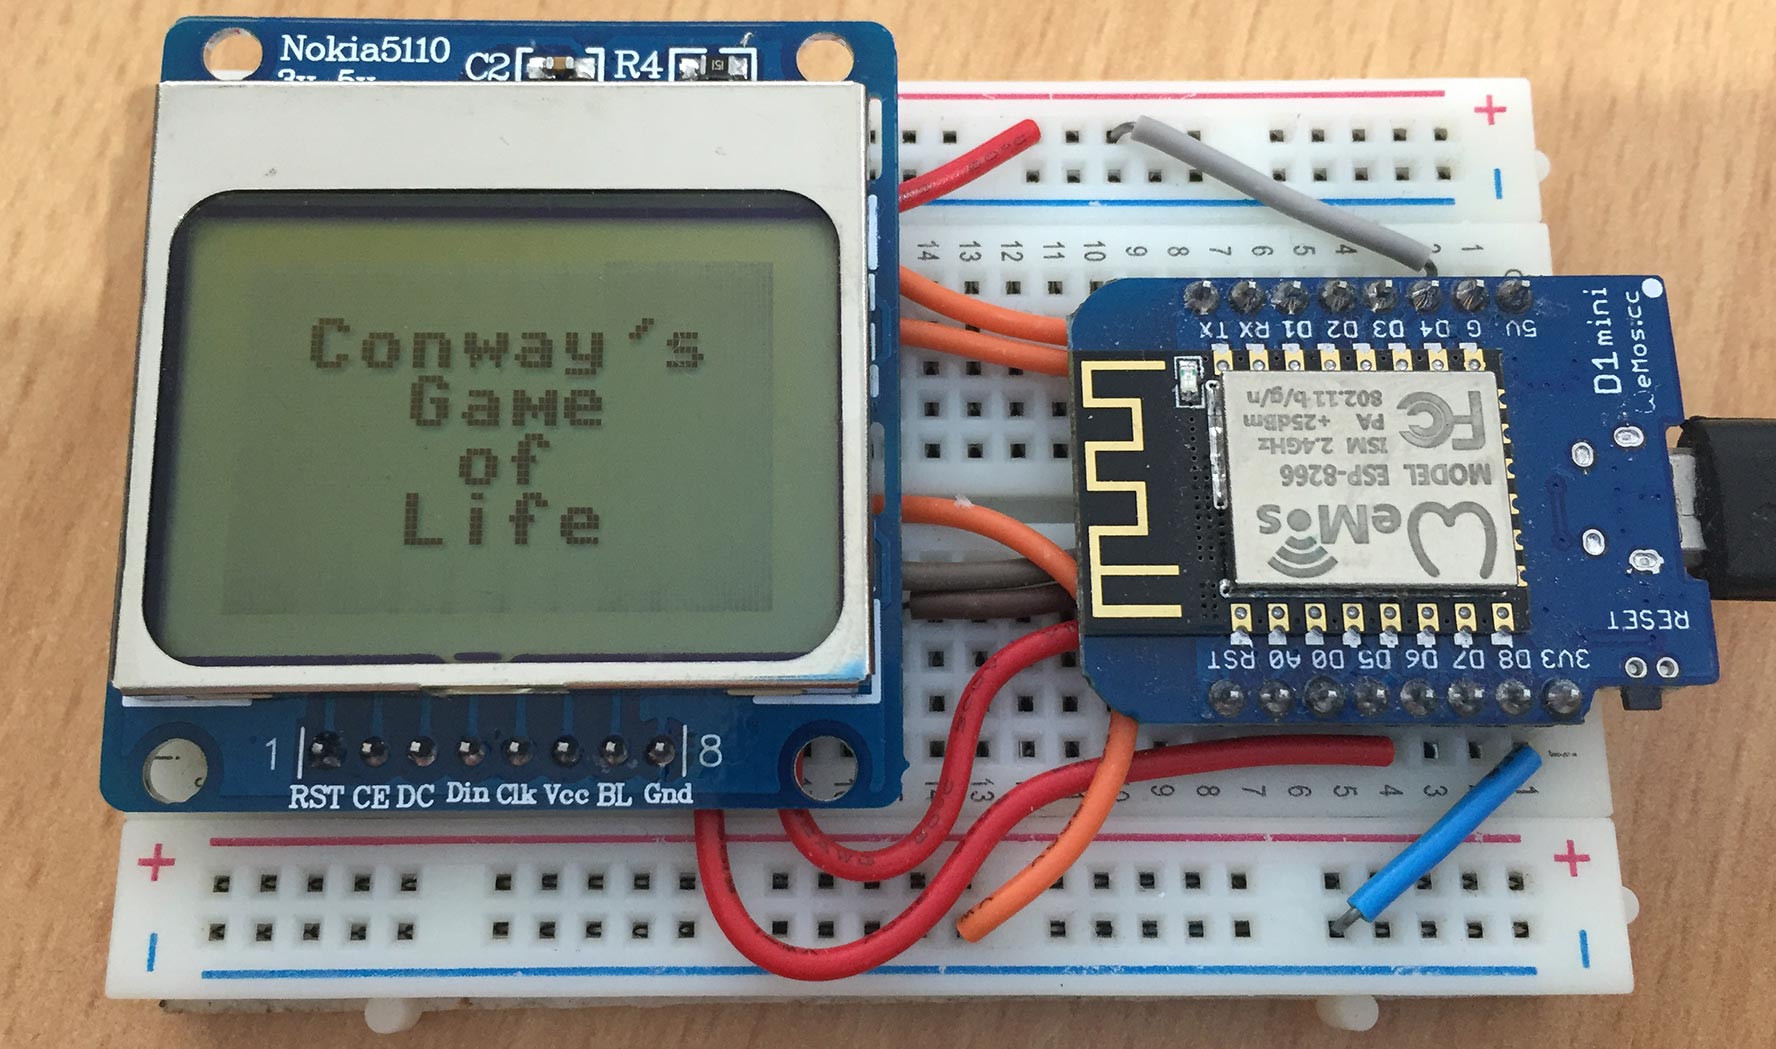 Nokia5110
3v-5v
C2
R4
151
Conway's
Game
of
Life
1
8
RST CE DC Din Clk Vcc BL Gnd
+
-
14 13 12 11 10 9 8 7 6 5 4 1
TX RX D1 D2 D3 D4 G 5V
D1 mini
WeMos.cc
WeMos
MODEL ESP-8266
ISM 2.4GHz
PA +25dBm
802.11 b/g/n
FC
RST A0 D0 D5 D6 D7 D8 3V3
RESET
14 13 9 8 7 6 5 4 3 1
+
+
-
-